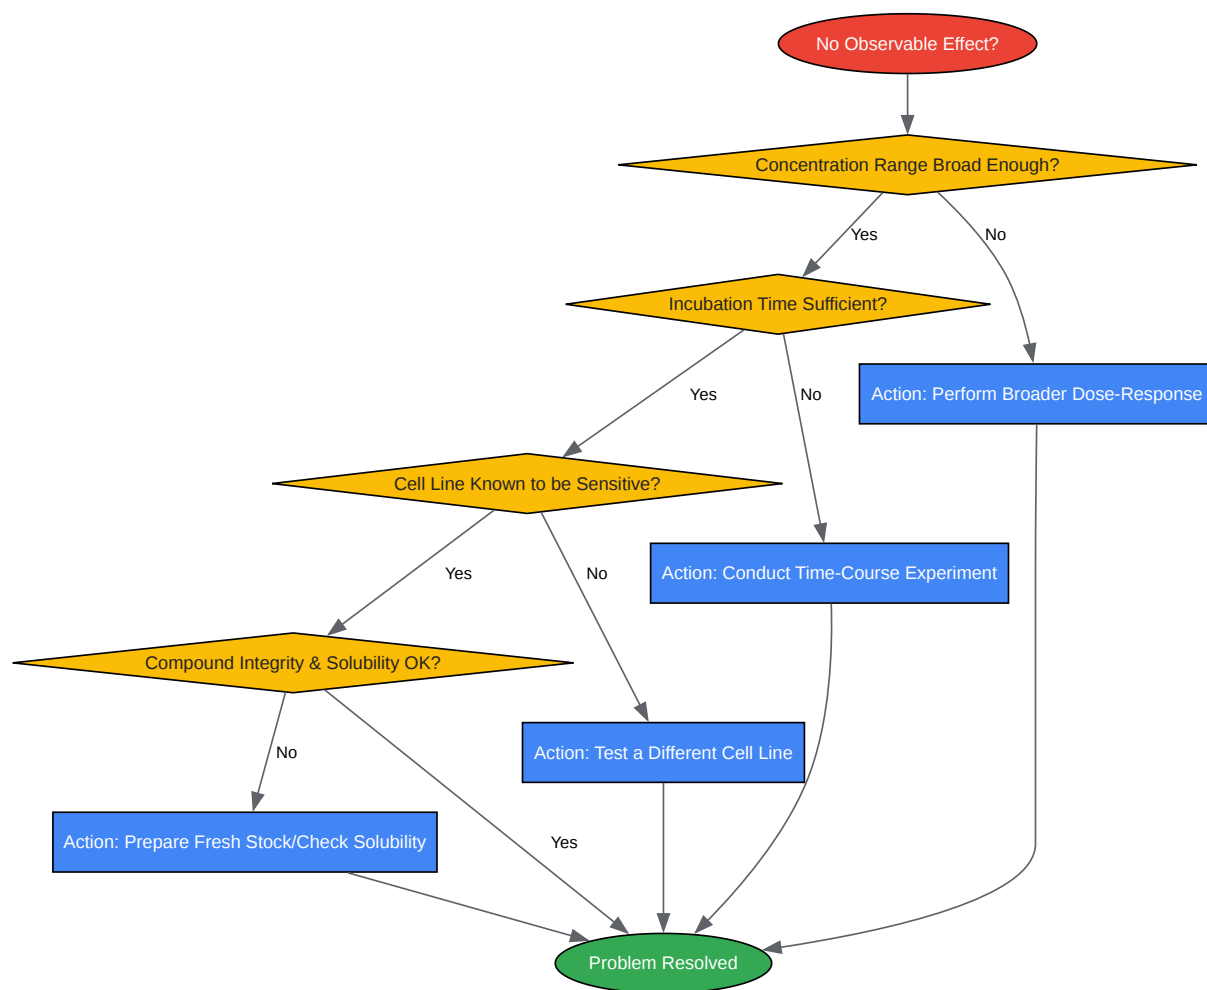 No Observable Effect?
Concentration Range Broad Enough?
Yes
No
Incubation Time Sufficient?
Yes
No
Action: Perform Broader Dose-Response
Cell Line Known to be Sensitive?
Yes
No
Action: Conduct Time-Course Experiment
Compound Integrity & Solubility OK?
No
Action: Test a Different Cell Line
Action: Prepare Fresh Stock/Check Solubility
Yes
Problem Resolved